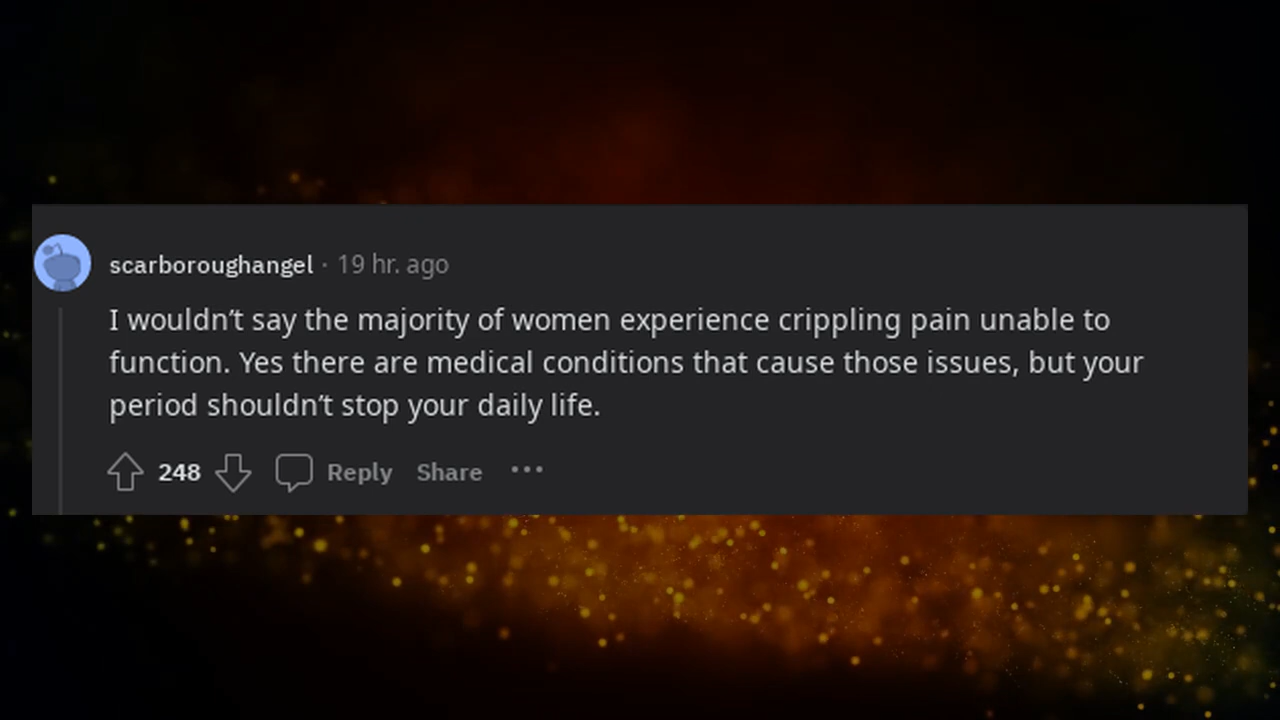 scarboroughangel · 19 hr. ago
I wouldn’t say the majority of women experience crippling pain unable to
function. Yes there are medical conditions that cause those issues, but your
period shouldn’t stop your daily life.
248 Reply Share ···